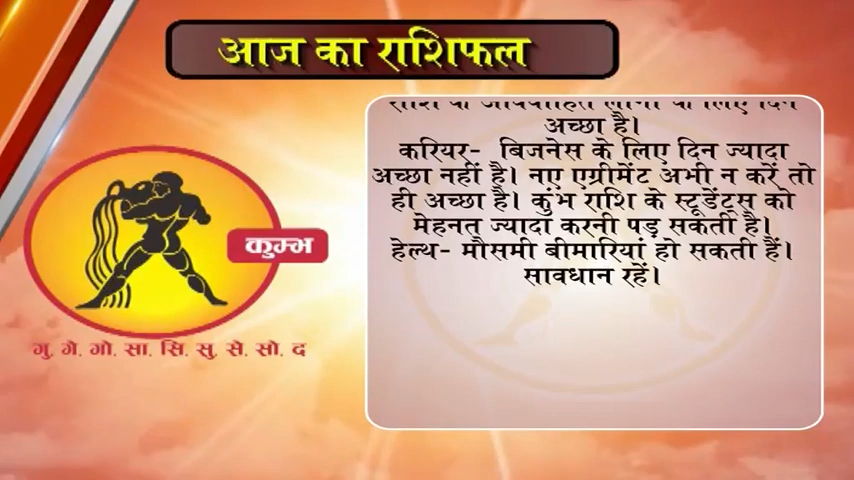 आज का राशिफल
राशि के अविवाहित लोगों के लिए दिन
अच्छा है।
करियर- बिजनेस के लिए दिन ज्यादा
अच्छा नहीं है। नए एग्रीमेंट अभी न करें तो
ही अच्छा है। कुंभ राशि के स्टूडेंट्स को
मेहनत ज्यादा करनी पड़ सकती है।
हेल्थ- मौसमी बीमारियां हो सकती हैं।
सावधान रहें।
कुम्भ
गु. गे. गो. सा. सि. सु. से. सो. द